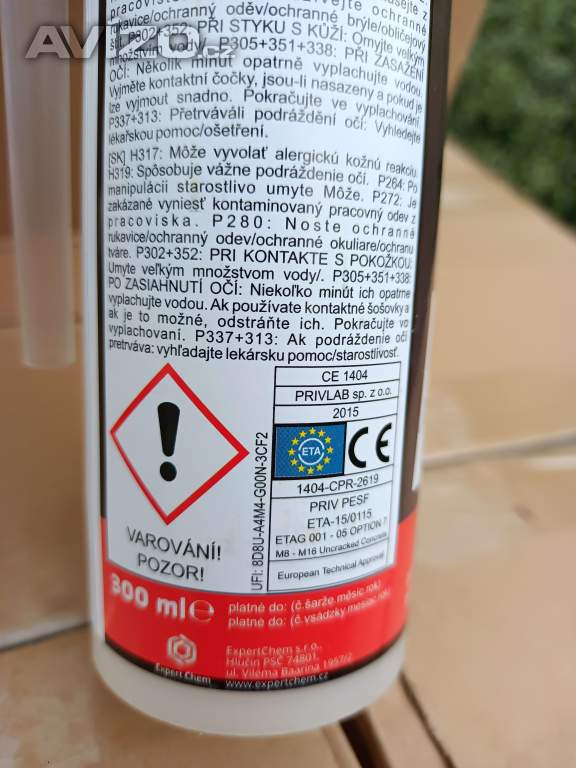 používejte ochranné
rukavice/ochranný oděv/ochranné brýle/obličejový
P302+352: PŘI STYKU S KŮŽÍ: Omyjte velkým
množstvím vody. P305+351+338: PŘI ZASAŽENÍ
OČÍ: Několik minut opatrně vyplachujte vodou.
Vyjměte kontaktní čočky, jsou-li nasazeny a pokud je
lze vyjmout snadno. Pokračujte ve vyplachování.
P337+313: Přetrvává podráždění očí: Vyhledejte
lékařskou pomoc/ošetření.
[SK] H317: Môže vyvolať alergickú kožnú reakciu.
H319: Spôsobuje vážne podráždenie očí. P264: Po
manipulácii starostlivo umyte Môže. P272: Je
zakázané vyniesť kontaminovaný pracovný odev z
pracoviska. P280: Noste ochranné
rukavice/ochranný odev/ochranné okuliare/ochranu
tváre. P302+352: PRI KONTAKTE S POKOŽKOU:
Umyte veľkým množstvom vody/. P305+351+338:
PO ZASIAHNUTÍ OČÍ: Niekoľko minút ich opatrne
vyplachujte vodou. Ak používate kontaktné šošovky a
ak je to možné, odstráňte ich. Pokračujte vo
vyplachovaní. P337+313: Ak podráždenie očí
pretrváva: vyhľadajte lekársku pomoc/starostlivosť.
VAROVÁNÍ!
POZOR!
UFI: 8D8U-A4M4-G00N-3CF2
CE 1404
PRIVLAB sp. z o.o.
2015
ETA CE
1404-CPR-2619
PRIV PESF
ETA-15/0115
ETAG 001 - 05 OPTION 7
M8 - M16 Uncracked Concrete
European Technical Approval
300 ml e
platné do: (č.šarže,měsíc,rok)
platné do: (č.vsádzky,mesiac,rok)
Expert Chem
ExpertChem s.r.o.,
Hlučín PSČ 74801,
ul. Viléma Baarina 1957/2
www.expertchem.cz